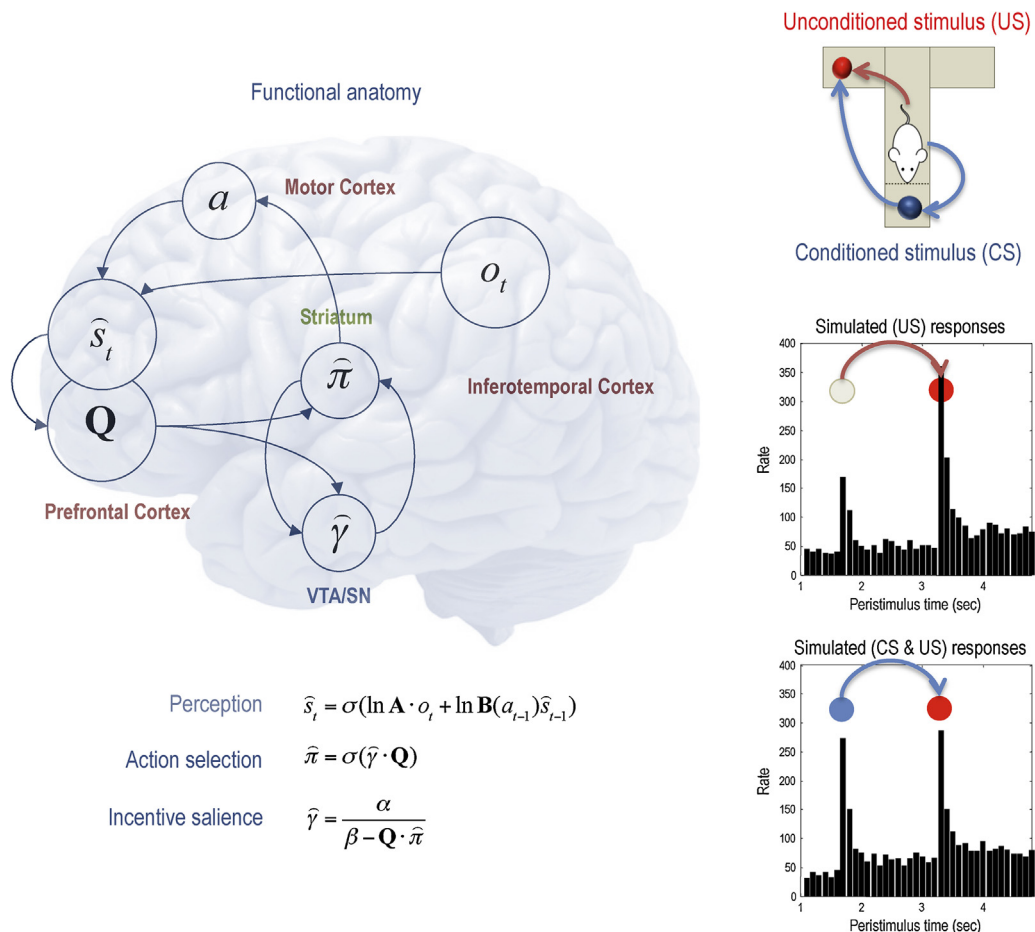 Functional anatomy
a
Motor Cortex
o_t
Striatum
ŝ_t
π̂
Inferotemporal Cortex
Q
Prefrontal Cortex
γ̂
VTA/SN
Perception ŝ_t = σ(ln A · o_t + ln B(a_{t−1})ŝ_{t−1})
Action selection π̂ = σ(γ̂ · Q)
Incentive salience γ̂ = α / (β − Q · π̂)
Unconditioned stimulus (US)
Conditioned stimulus (CS)
Simulated (US) responses
400
350
300
250
200
150
100
50
0
Rate
1 2 3 4
Peristimulus time (sec)
Simulated (CS & US) responses
400
350
300
250
200
150
100
50
0
Rate
1 2 3 4
Peristimulus time (sec)